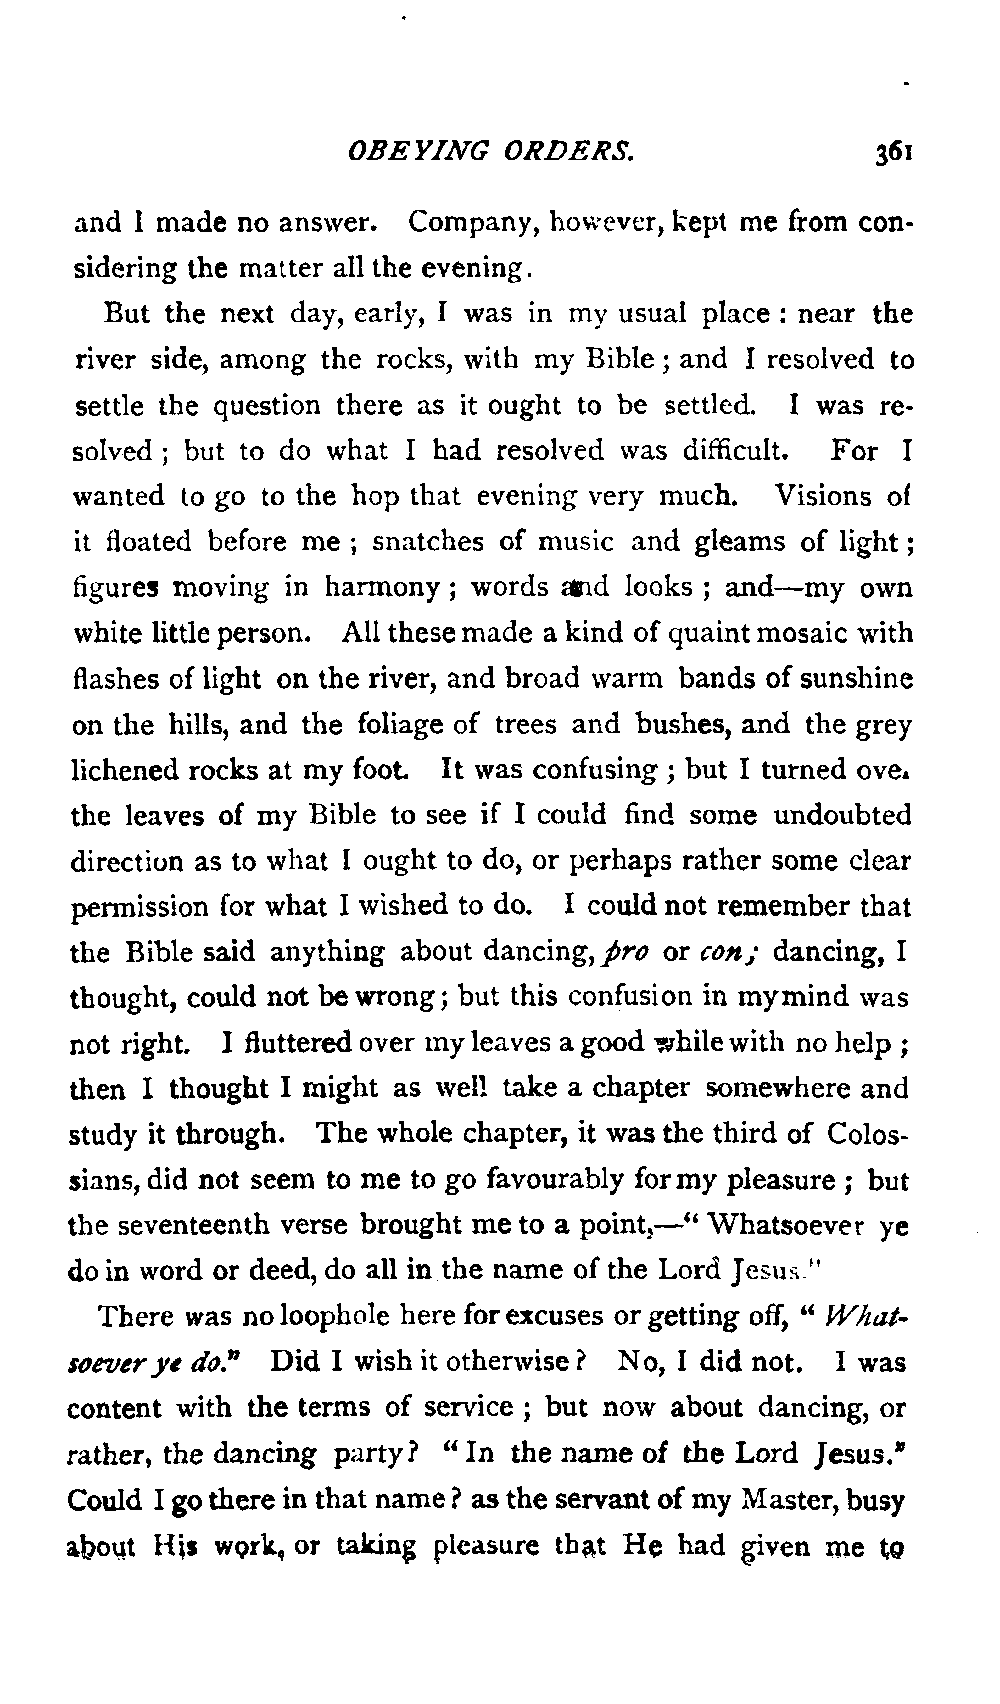 OBEYING ORDERS. 361
and I made no answer. Company, however, kept me from con-
sidering the matter all the evening.
But the next day, early, I was in my usual place : near the
river side, among the rocks, with my Bible ; and I resolved to
settle the question there as it ought to be settled. I was re-
solved ; but to do what I had resolved was difficult. For I
wanted to go to the hop that evening very much. Visions of
it floated before me ; snatches of music and gleams of light ;
figures moving in harmony ; words and looks ; and—my own
white little person. All these made a kind of quaint mosaic with
flashes of light on the river, and broad warm bands of sunshine
on the hills, and the foliage of trees and bushes, and the grey
lichened rocks at my foot. It was confusing ; but I turned ove.
the leaves of my Bible to see if I could find some undoubted
direction as to what I ought to do, or perhaps rather some clear
permission for what I wished to do. I could not remember that
the Bible said anything about dancing, pro or con ; dancing, I
thought, could not be wrong ; but this confusion in my mind was
not right. I fluttered over my leaves a good while with no help ;
then I thought I might as well take a chapter somewhere and
study it through. The whole chapter, it was the third of Colos-
sians, did not seem to me to go favourably for my pleasure ; but
the seventeenth verse brought me to a point,—“ Whatsoever ye
do in word or deed, do all in the name of the Lord Jesus."
There was no loophole here for excuses or getting off, “ What-
soever ye do." Did I wish it otherwise ? No, I did not. I was
content with the terms of service ; but now about dancing, or
rather, the dancing party ? “ In the name of the Lord Jesus."
Could I go there in that name ? as the servant of my Master, busy
about His work, or taking pleasure that He had given me to